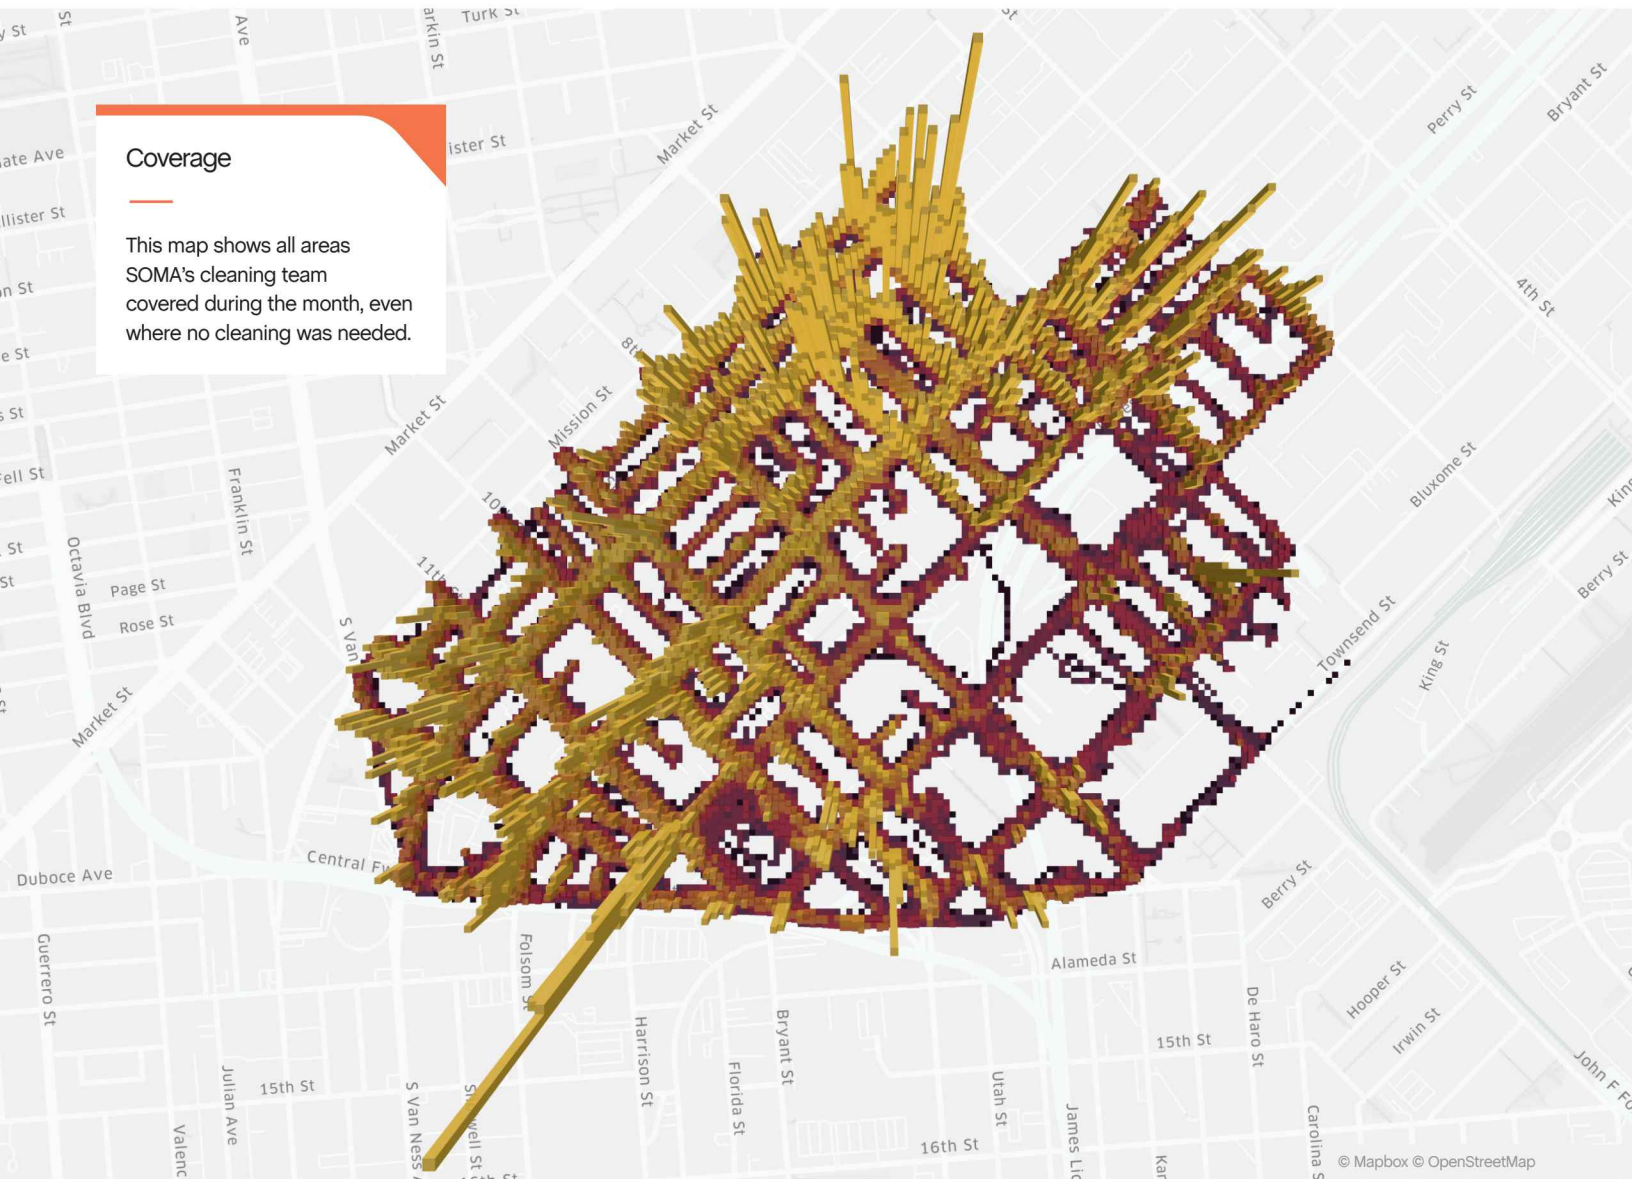 Turk St
Ave
St
Market St
Perry St
Bryant St
Coverage
This map shows all areas
SOMA’s cleaning team
covered during the month, even
where no cleaning was needed.
4th St
Mission St
Market St
Franklin St
Octavia Blvd
Page St
Rose St
Market St
Bluxome St
Berry St
Townsend St
King St
Duboce Ave
Berry St
Guerrero St
Folsom St
Alameda St
Hooper St
Irwin St
De Haro St
15th St
Harrison St
Bryant St
Florida St
Utah St
15th St
Julian Ave
S Van Ness
16th St
© Mapbox © OpenStreetMap